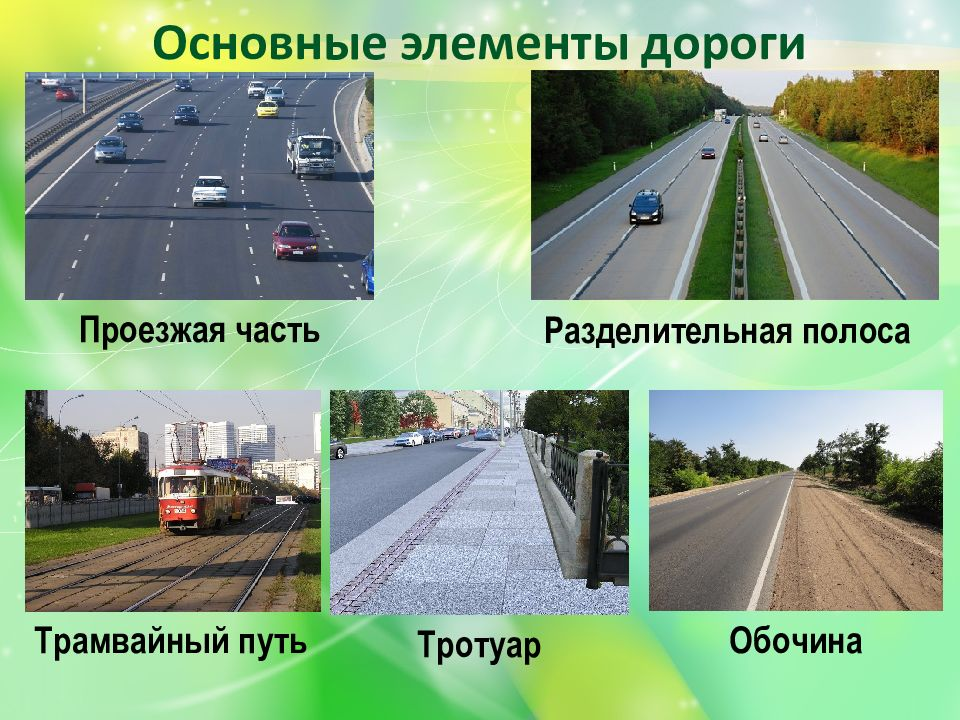 Основные элементы дороги
Проезжая часть
Разделительная полоса
Трамвайный путь
Тротуар
Обочина